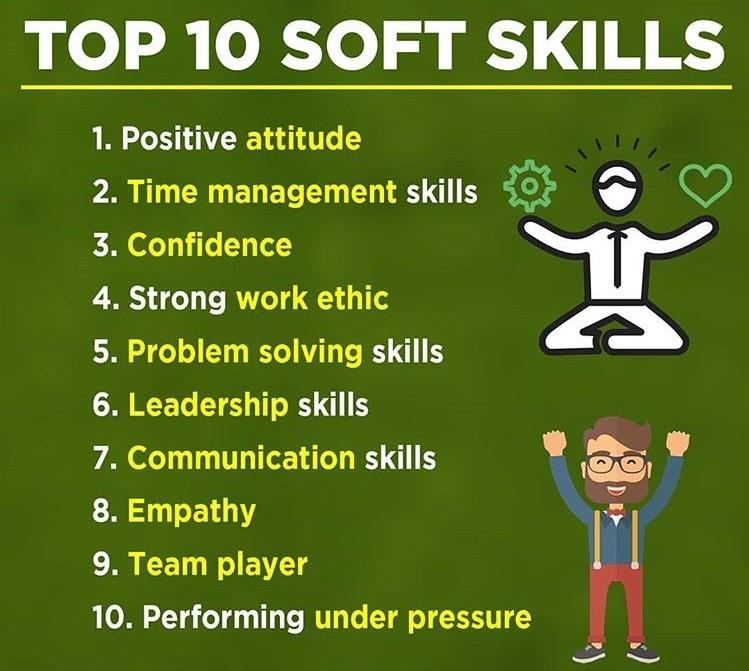 TOP 10 SOFT SKILLS
1. Positive attitude
2. Time management skills
3. Confidence
4. Strong work ethic
5. Problem solving skills
6. Leadership skills
7. Communication skills
8. Empathy
9. Team player
10. Performing under pressure